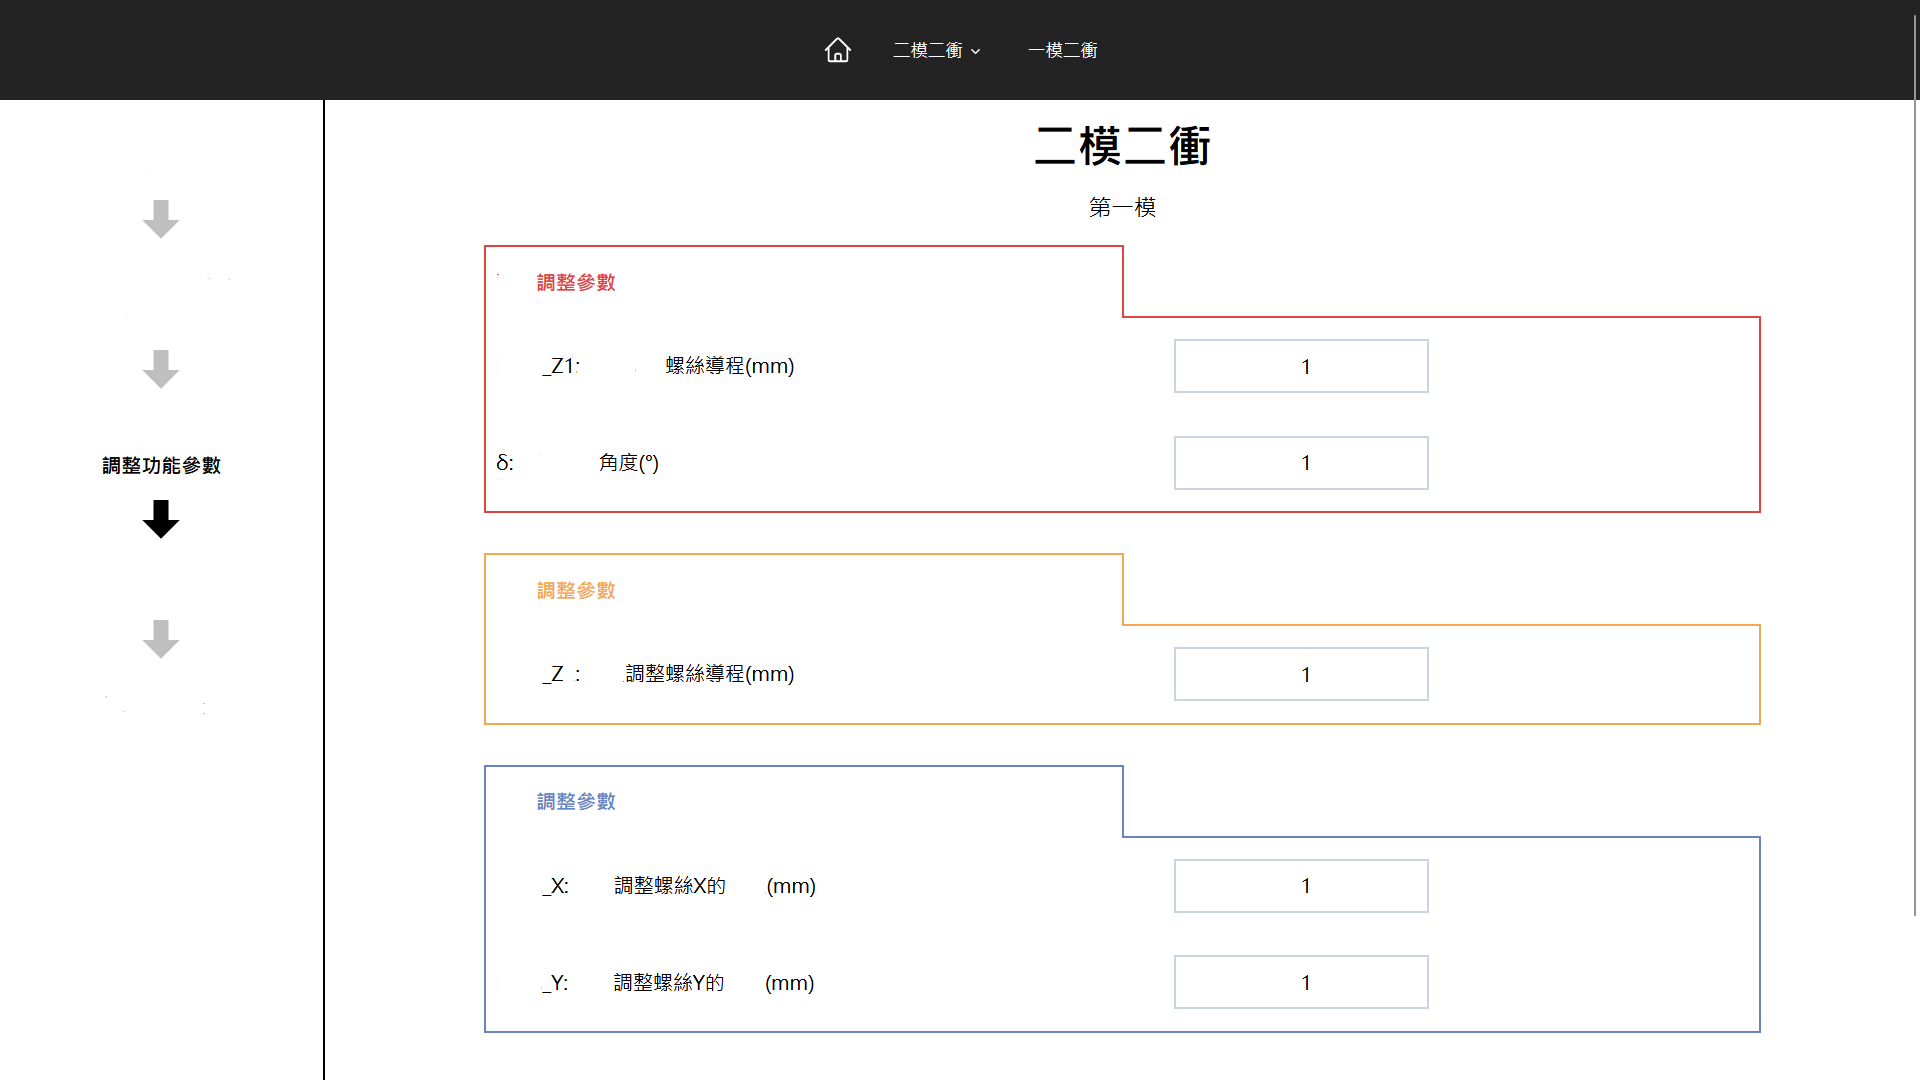 二模二衝 一模二衝
二模二衝
第一模
調整功能參數
調整參數
_Z1: 螺絲導程(mm) 1
δ: 角度(°) 1
調整參數
_Z : 調整螺絲導程(mm) 1
調整參數
_X: 調整螺絲X的 (mm) 1
_Y: 調整螺絲Y的 (mm) 1